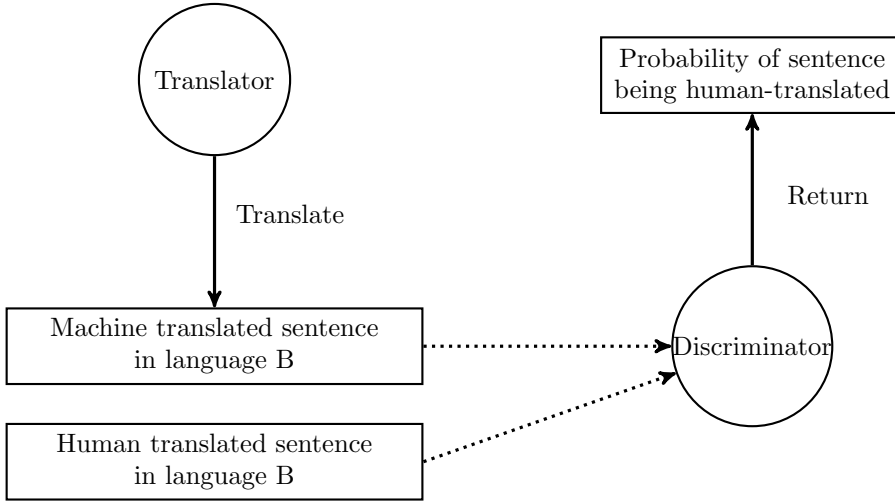 Translator
Probability of sentence
being human-translated
Translate
Return
Machine translated sentence
in language B
Discriminator
Human translated sentence
in language B